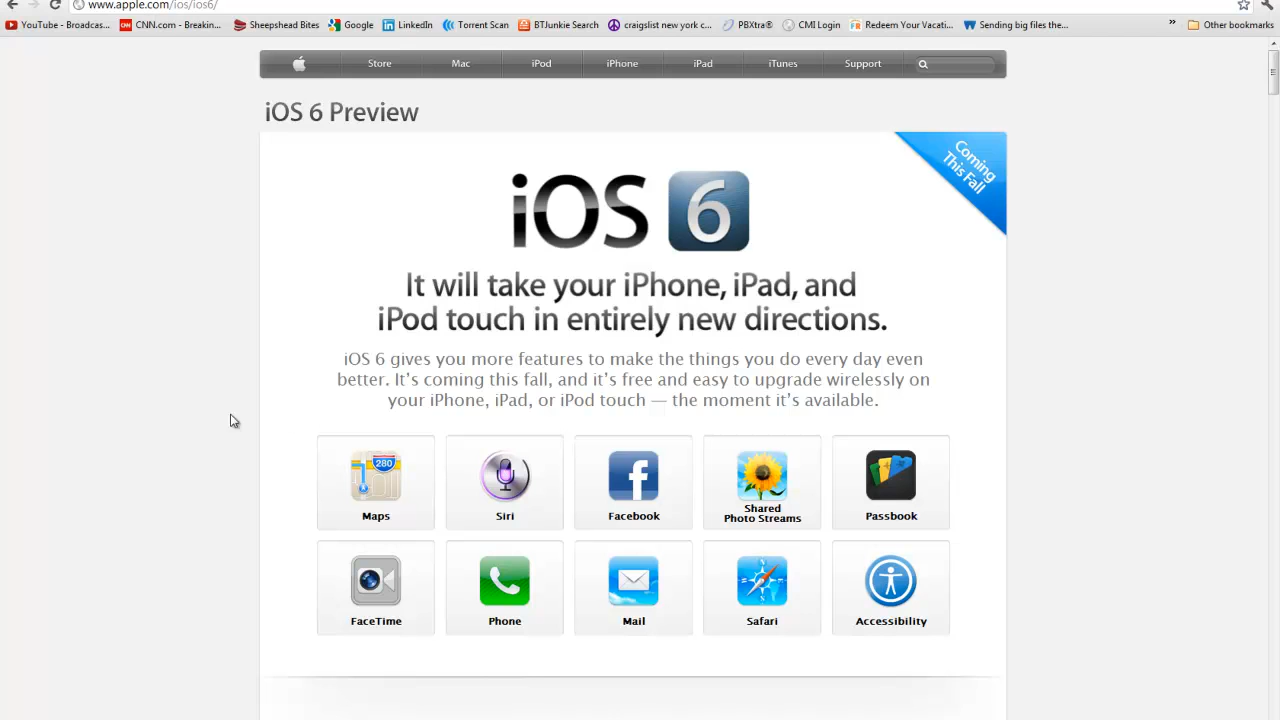 www.apple.com/ios/ios6/
YouTube - Broadcas...
CNN.com - Breakin...
Sheepshead Bites
Google
LinkedIn
Torrent Scan
BTJunkie Search
craigslist new york c...
PBXtra®
CMI Login
Redeem Your Vacati...
Sending big files the...
»
Other bookmarks
Store
Mac
iPod
iPhone
iPad
iTunes
Support
iOS 6 Preview
Coming
This Fall
iOS 6
It will take your iPhone, iPad, and
iPod touch in entirely new directions.
iOS 6 gives you more features to make the things you do every day even
better. It’s coming this fall, and it’s free and easy to upgrade wirelessly on
your iPhone, iPad, or iPod touch — the moment it’s available.
280
Maps
Siri
Facebook
Shared
Photo Streams
Passbook
FaceTime
Phone
Mail
Safari
Accessibility